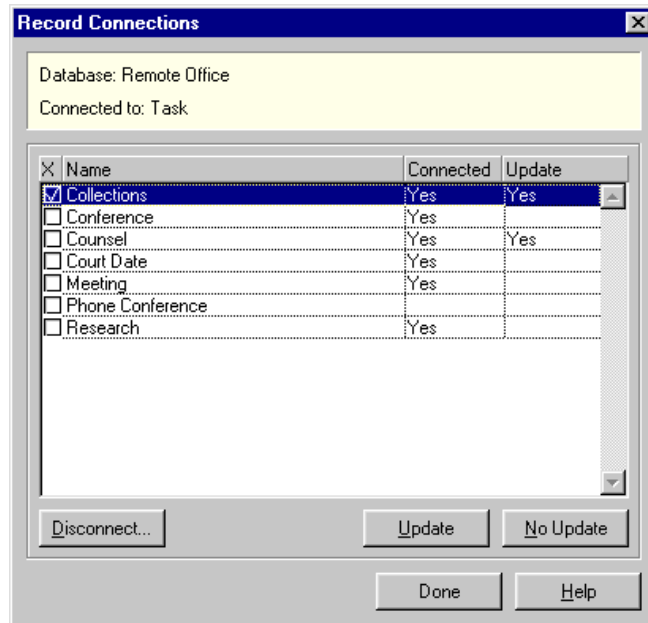 Record Connections
Database: Remote Office
Connected to: Task
X Name Connected Update
Collections Yes Yes
Conference Yes
Counsel Yes Yes
Court Date Yes
Meeting Yes
Phone Conference
Research Yes
Disconnect... Update No Update
Done Help